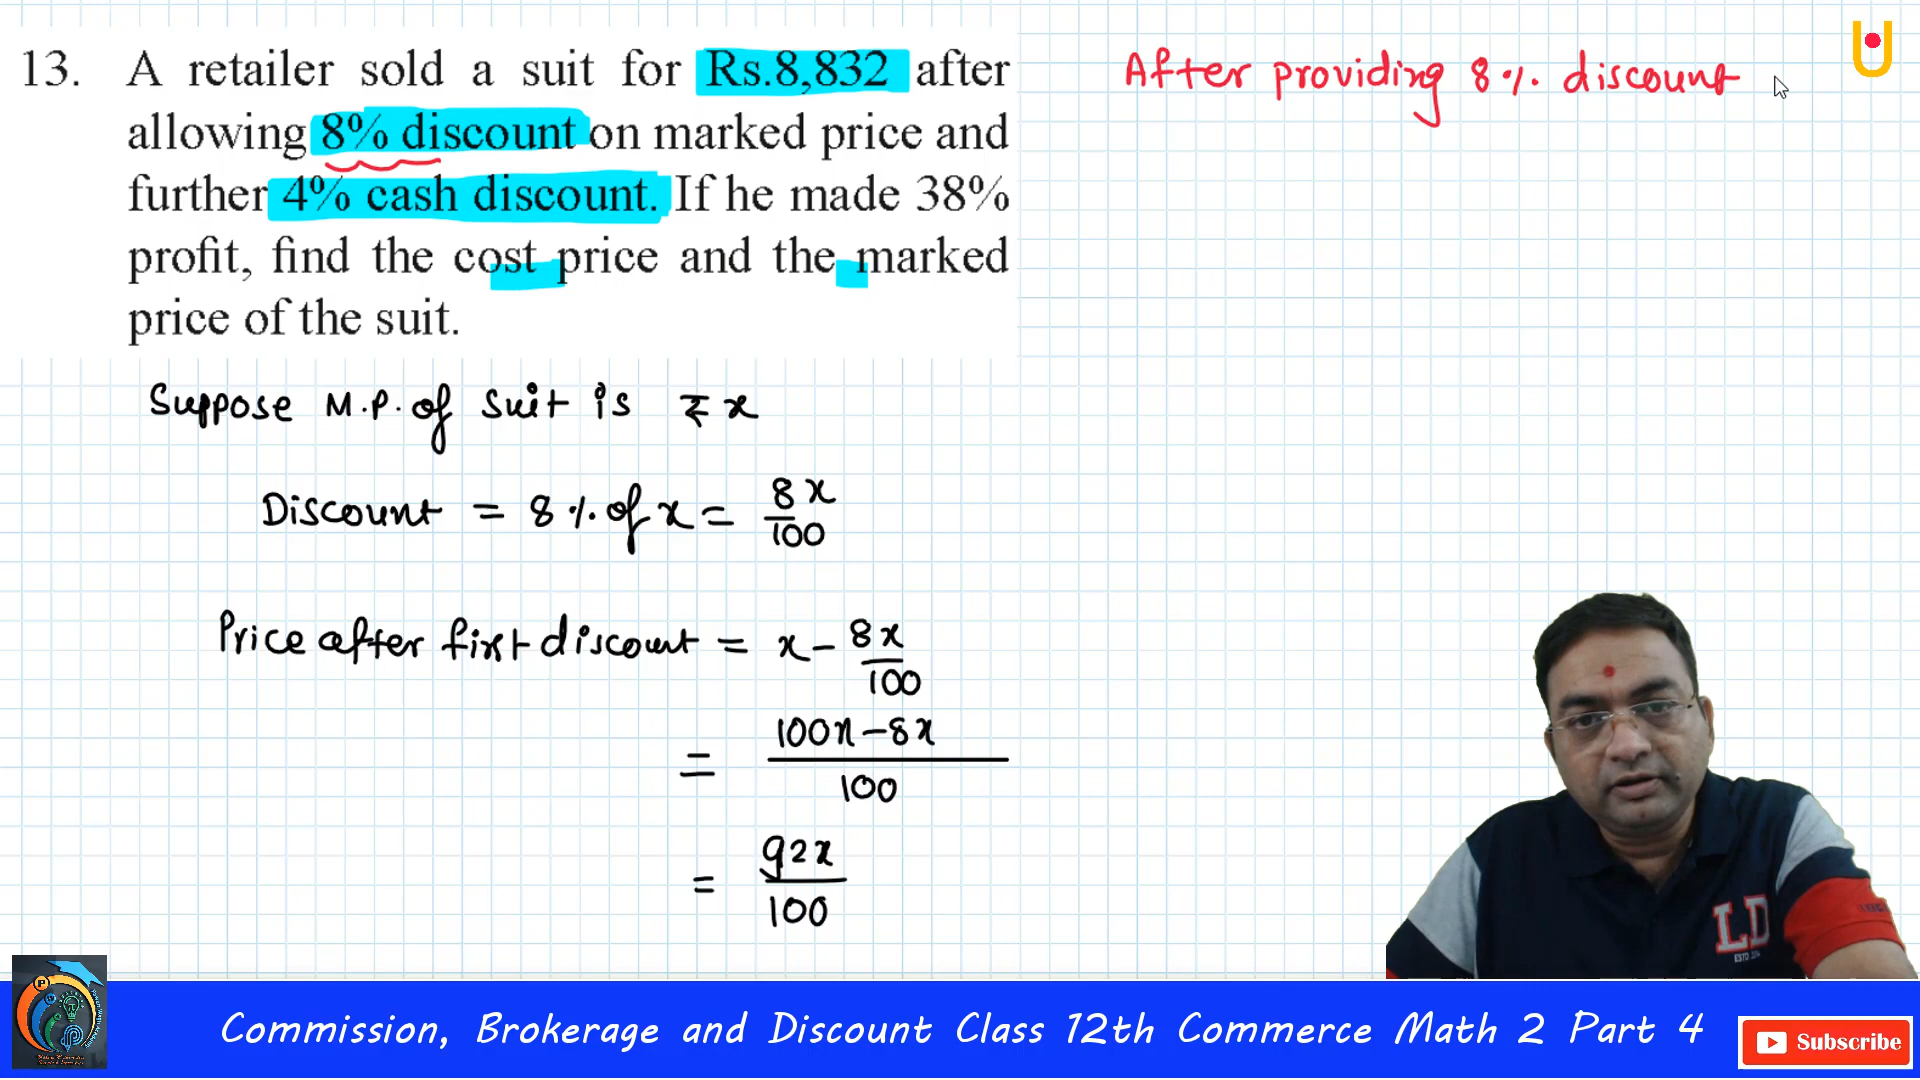 13. A retailer sold a suit for Rs.8,832 after
allowing 8% discount on marked price and
further 4% cash discount. If he made 38%
profit, find the cost price and the marked
price of the suit.
After providing 8% discount
Suppose M.P. of suit is ₹ x
Discount = 8% of x = 8x/100
Price after first discount = x - 8x/100
= 100x-8x/100
= 92x/100
LD
Commission, Brokerage and Discount Class 12th Commerce Math 2 Part 4
Subscribe